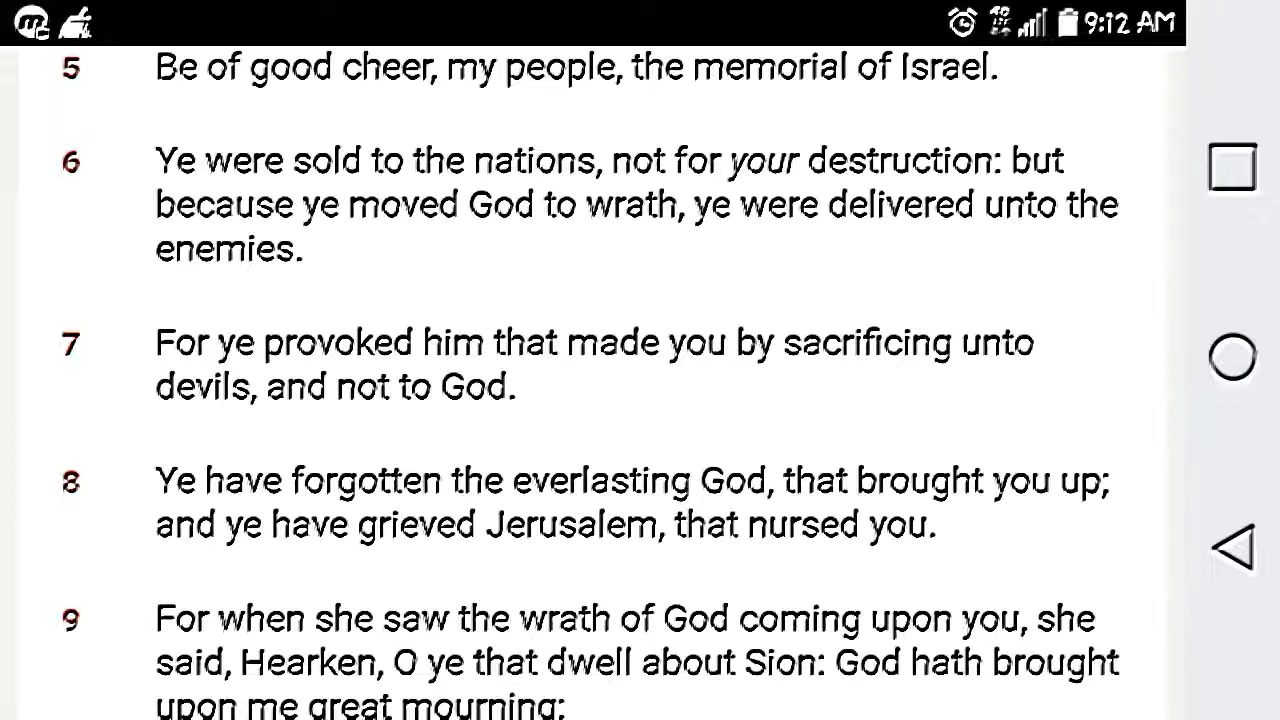 9:12 AM
5 Be of good cheer, my people, the memorial of Israel.
6 Ye were sold to the nations, not for your destruction: but
because ye moved God to wrath, ye were delivered unto the
enemies.
7 For ye provoked him that made you by sacrificing unto
devils, and not to God.
8 Ye have forgotten the everlasting God, that brought you up;
and ye have grieved Jerusalem, that nursed you.
9 For when she saw the wrath of God coming upon you, she
said, Hearken, O ye that dwell about Sion: God hath brought
upon me great mourning;